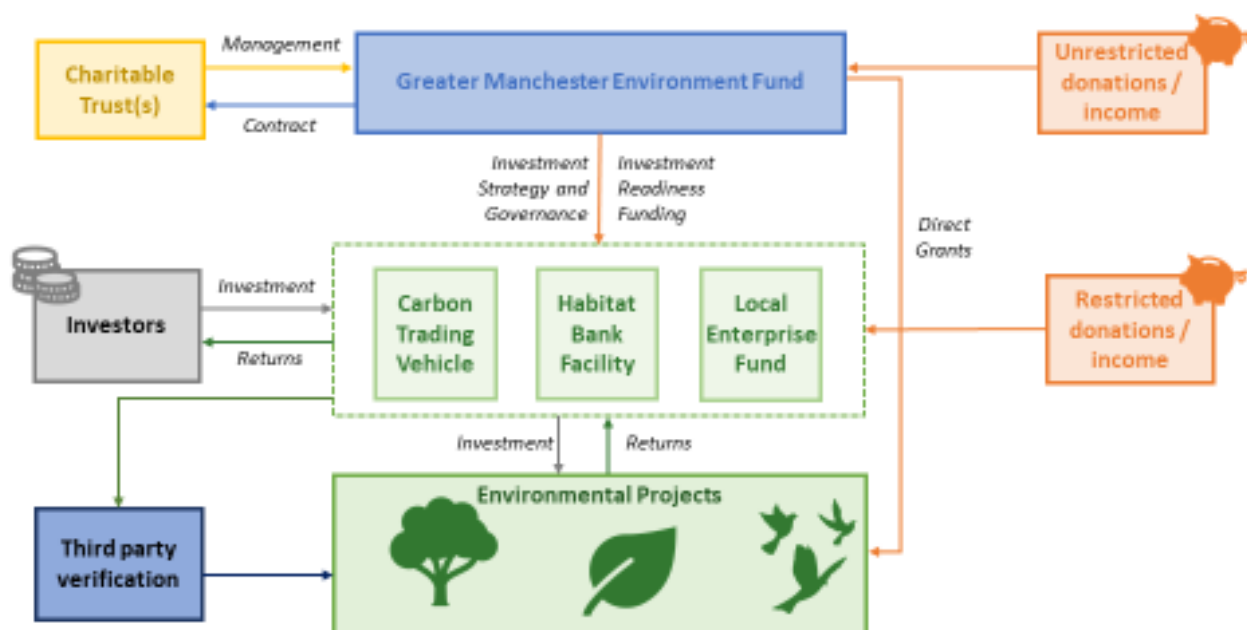 Management
Charitable
Trust(s)
Contract
Greater Manchester Environment Fund
Unrestricted
donations /
income
Investment
Strategy and
Governance
Investment
Readiness
Funding
Direct
Grants
Investors
Investment
Returns
Carbon
Trading
Vehicle
Habitat
Bank
Facility
Local
Enterprise
Fund
Restricted
donations /
income
Investment
Returns
Environmental Projects
Third party
verification